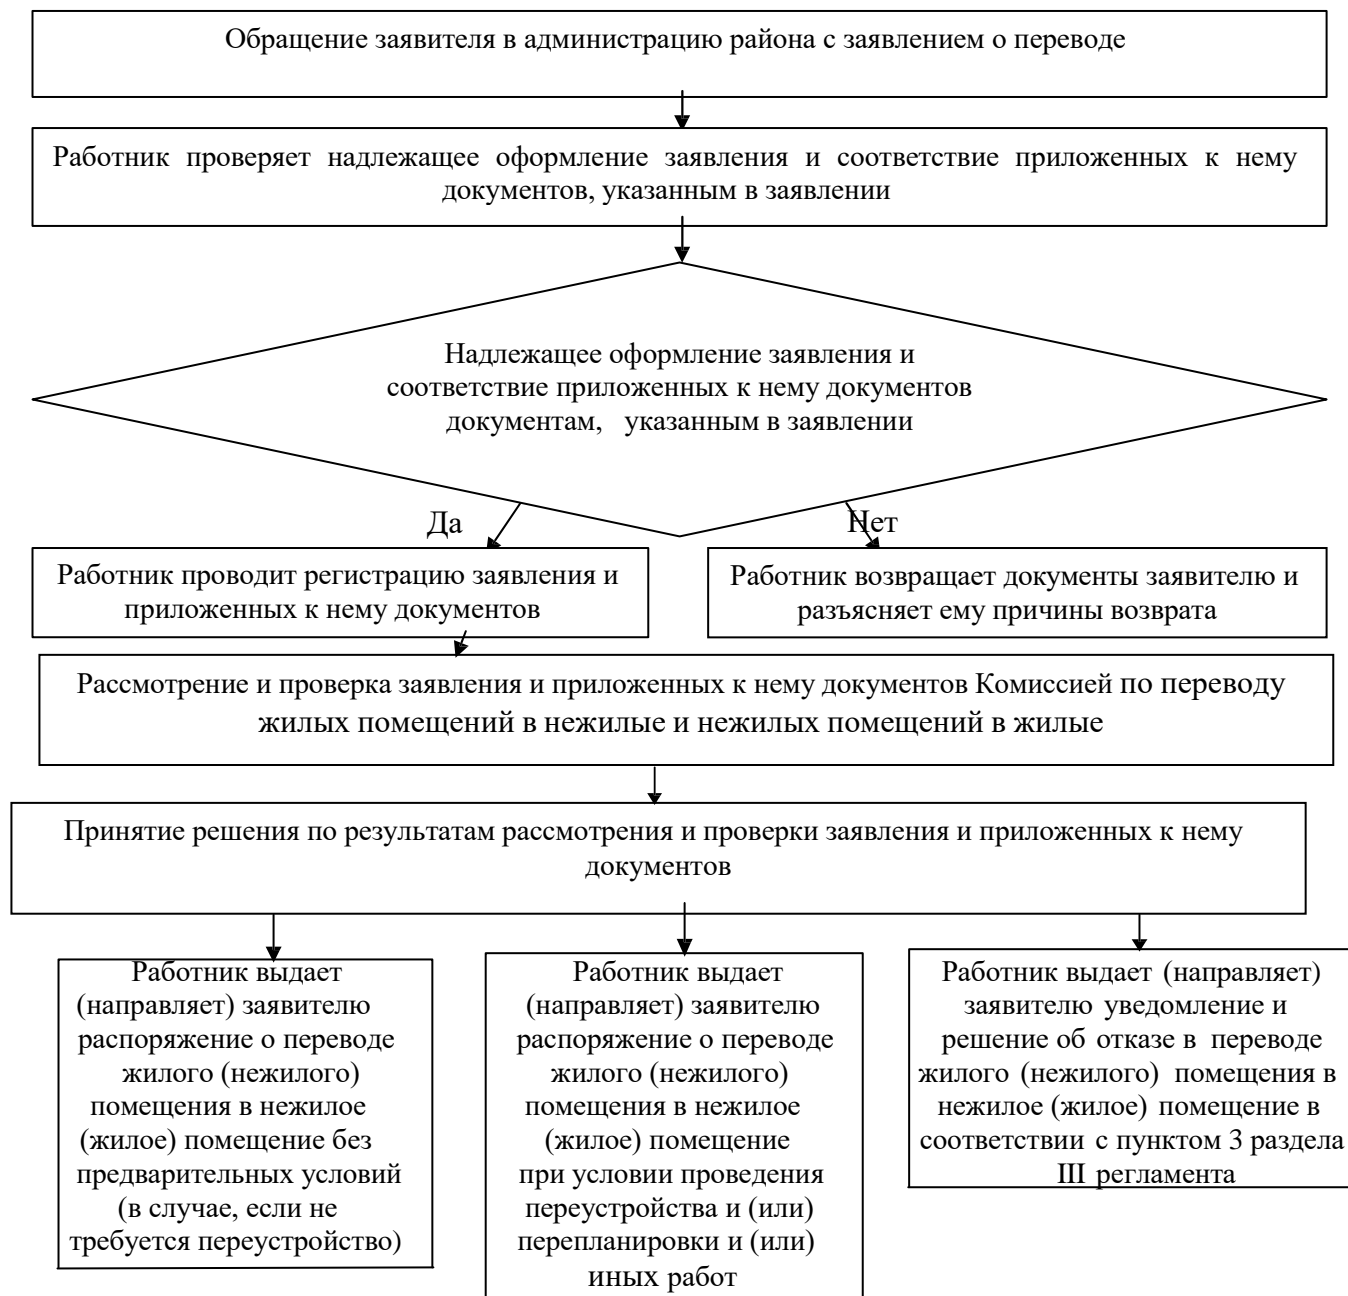 Обращение заявителя в администрацию района с заявлением о переводе
Работник проверяет надлежащее оформление заявления и соответствие приложенных к нему
документов, указанным в заявлении
Надлежащее оформление заявления и
соответствие приложенных к нему документов
документам, указанным в заявлении
Да
Нет
Работник проводит регистрацию заявления и
приложенных к нему документов
Работник возвращает документы заявителю и
разъясняет ему причины возврата
Рассмотрение и проверка заявления и приложенных к нему документов Комиссией по переводу
жилых помещений в нежилые и нежилых помещений в жилые
Принятие решения по результатам рассмотрения и проверки заявления и приложенных к нему
документов
Работник выдает
(направляет) заявителю
распоряжение о переводе
жилого (нежилого)
помещения в нежилое
(жилое) помещение без
предварительных условий
(в случае, если не
требуется переустройство)
Работник выдает
(направляет) заявителю
распоряжение о переводе
жилого (нежилого)
помещения в нежилое
(жилое) помещение
при условии проведения
переустройства и (или)
перепланировки и (или)
иных работ
Работник выдает (направляет)
заявителю уведомление и
решение об отказе в переводе
жилого (нежилого) помещения в
нежилое (жилое) помещение в
соответствии с пунктом 3 раздела
III регламента